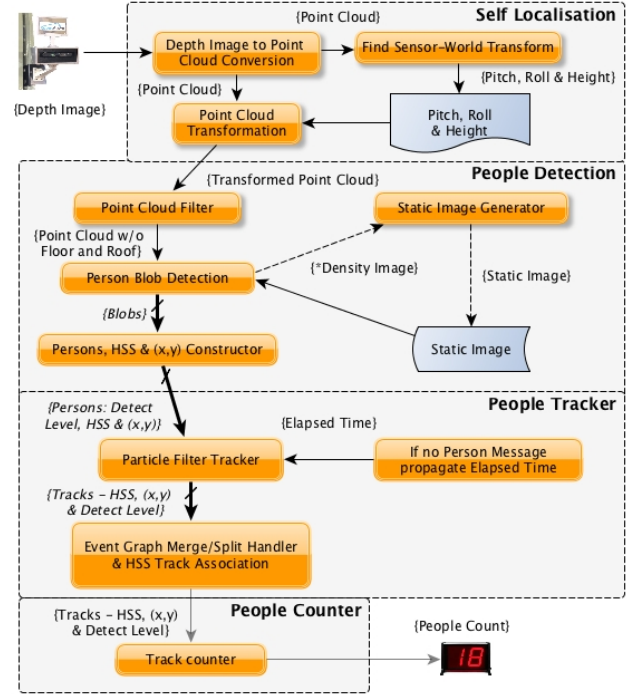 {Point Cloud}
Self Localisation
Depth Image to Point
Cloud Conversion
Find Sensor-World Transform
{Depth Image}
{Point Cloud}
{Pitch, Roll & Height}
Point Cloud
Transformation
Pitch, Roll
& Height
People Detection
{Transformed Point Cloud}
Point Cloud Filter
Static Image Generator
{Point Cloud w/o
Floor and Roof}
{*Density Image}
{Static Image}
Person Blob Detection
{Blobs}
Persons, HSS & (x,y) Constructor
Static Image
People Tracker
{Persons: Detect
Level, HSS & (x,y)}
{Elapsed Time}
Particle Filter Tracker
If no Person Message
propagate Elapsed Time
{Tracks - HSS, (x,y)
& Detect Level}
Event Graph Merge/Split Handler
& HSS Track Association
People Counter
{Tracks - HSS, (x,y)
& Detect Level}
{People Count}
Track counter
18